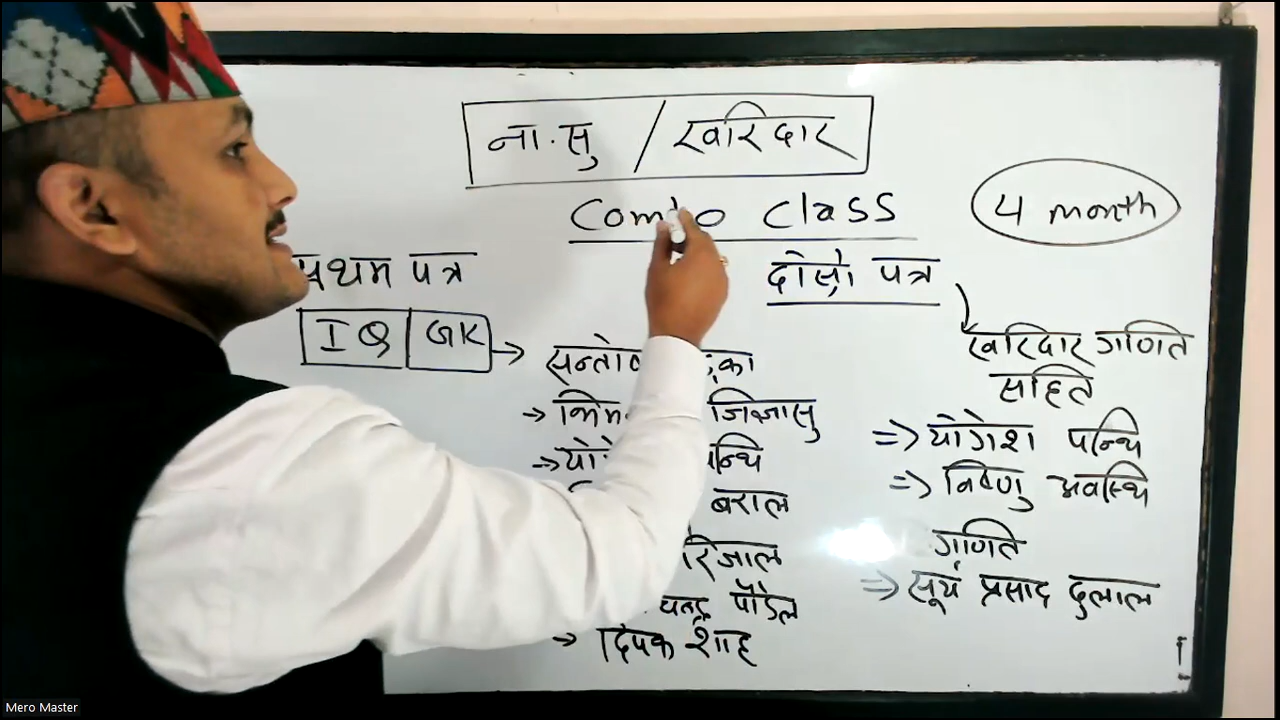 ना.सु / खरिदार
Combo Class
4 month
प्रथम पत्र
IQ GK
→ जिज्ञासु
→ पन्थि
बराल
पौडेल
→ दिपक शाह
दोस्रो पत्र
खरिदार गणित
सहित
⇒ योगेश पन्थि
⇒ विष्णु अवस्थि
गणित
⇒ सूर्य प्रसाद दुलाल
Mero Master